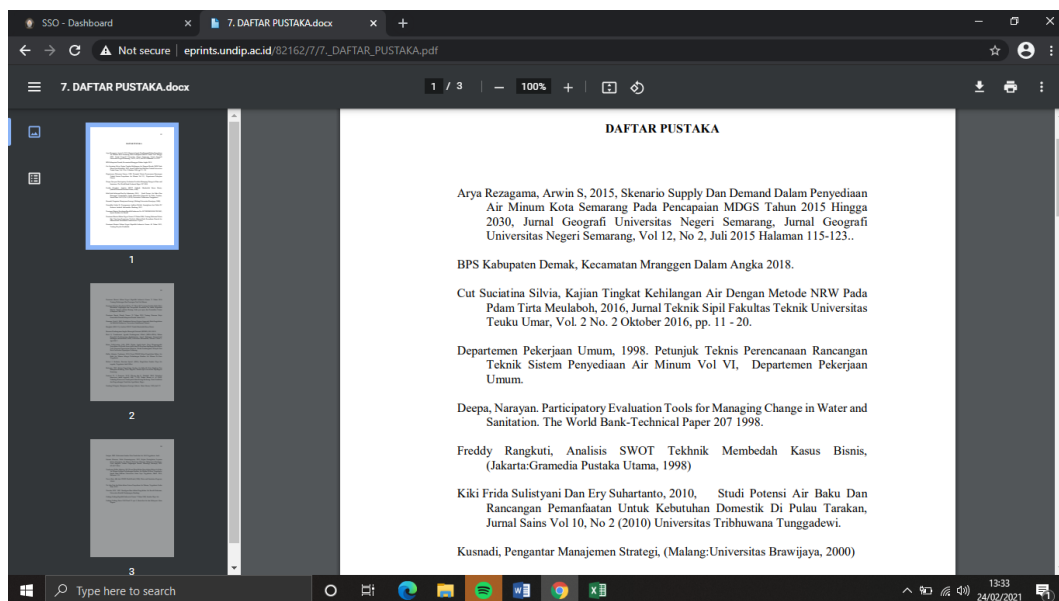 SSO - Dashboard
7. DAFTAR PUSTAKA.docx
Not secure | eprints.undip.ac.id/82162/7/7._DAFTAR_PUSTAKA.pdf
7. DAFTAR PUSTAKA.docx
1 / 3
100%
1
2
3
DAFTAR PUSTAKA
Arya Rezagama, Arwin S, 2015, Skenario Supply Dan Demand Dalam Penyediaan
Air Minum Kota Semarang Pada Pencapaian MDGS Tahun 2015 Hingga
2030, Jurnal Geografi Universitas Negeri Semarang, Jurnal Geografi
Universitas Negeri Semarang, Vol 12, No 2, Juli 2015 Halaman 115-123..
BPS Kabupaten Demak, Kecamatan Mranggen Dalam Angka 2018.
Cut Suciatina Silvia, Kajian Tingkat Kehilangan Air Dengan Metode NRW Pada
Pdam Tirta Meulaboh, 2016, Jurnal Teknik Sipil Fakultas Teknik Universitas
Teuku Umar, Vol. 2 No. 2 Oktober 2016, pp. 11 - 20.
Departemen Pekerjaan Umum, 1998. Petunjuk Teknis Perencanaan Rancangan
Teknik Sistem Penyediaan Air Minum Vol VI, Departemen Pekerjaan
Umum.
Deepa, Narayan. Participatory Evaluation Tools for Managing Change in Water and
Sanitation. The World Bank-Technical Paper 207 1998.
Freddy Rangkuti, Analisis SWOT Tekhnik Membedah Kasus Bisnis,
(Jakarta:Gramedia Pustaka Utama, 1998)
Kiki Frida Sulistyani Dan Ery Suhartanto, 2010, Studi Potensi Air Baku Dan
Rancangan Pemanfaatan Untuk Kebutuhan Domestik Di Pulau Tarakan,
Jurnal Sains Vol 10, No 2 (2010) Universitas Tribhuwana Tunggadewi.
Kusnadi, Pengantar Manajemen Strategi, (Malang:Universitas Brawijaya, 2000)
Type here to search
13:33
24/02/2021